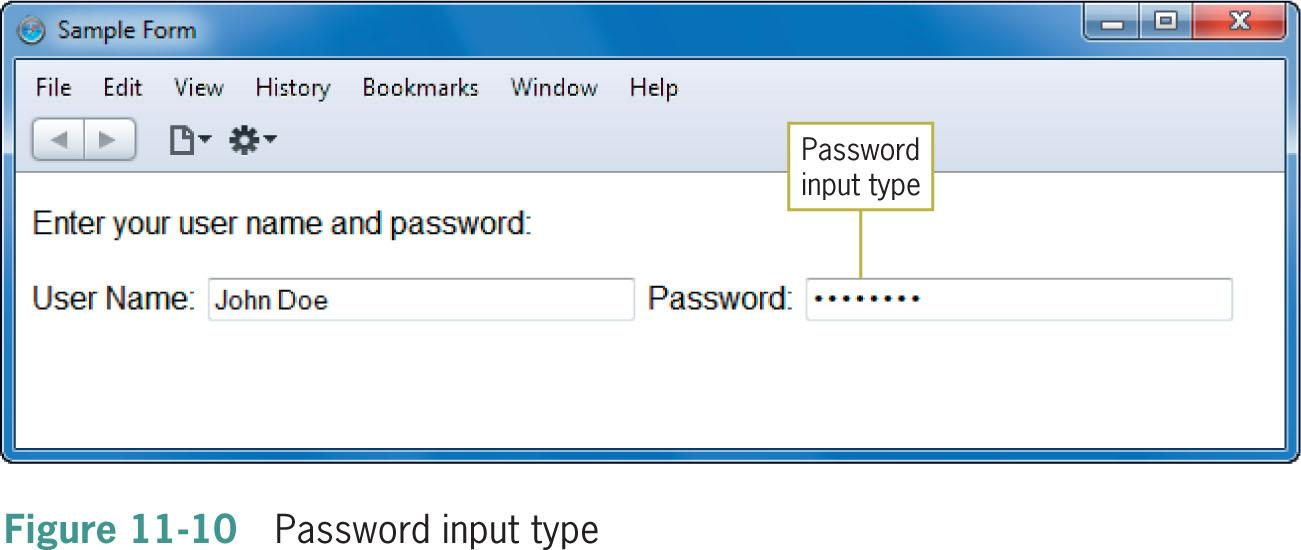 Sample Form
File Edit View History Bookmarks Window Help
Password
input type
Enter your user name and password:
User Name: John Doe Password: ••••••••
Figure 11-10 Password input type